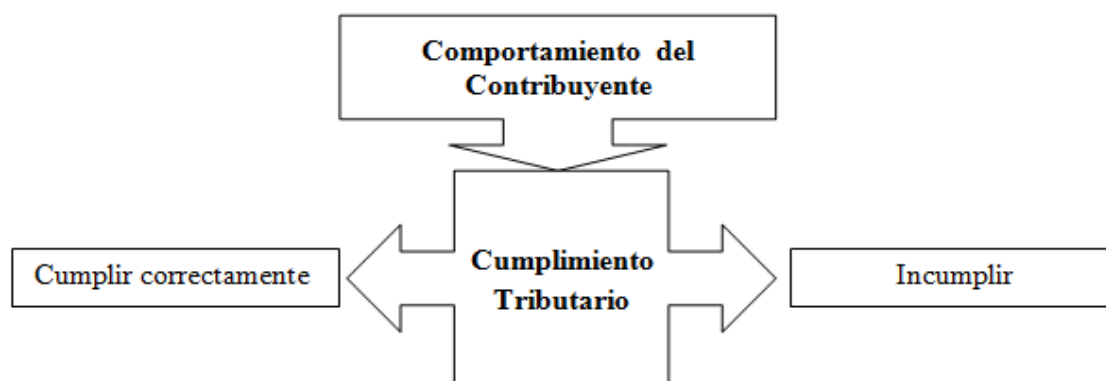 Comportamiento del
Contribuyente
Cumplir correctamente
Cumplimiento
Tributario
Incumplir